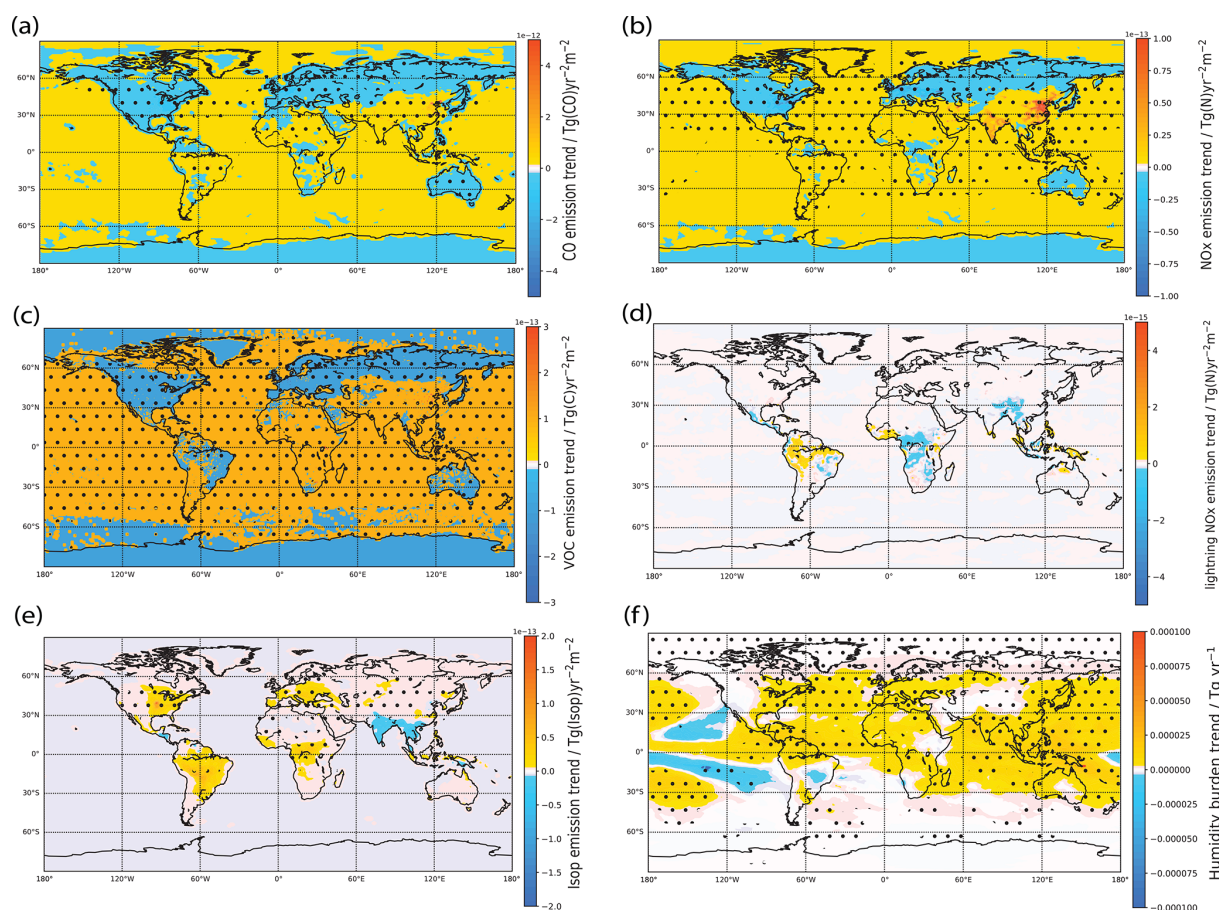 (a)
1e−12
60°N
30°N
0°
30°S
60°S
180° 120°W 60°W 0° 60°E 120°E 180°
4
2
0
−2
−4
CO emission trend / Tg(CO)yr⁻²m⁻²
(b)
1e−13
60°N
30°N
0°
30°S
60°S
180° 120°W 60°W 0° 60°E 120°E 180°
1.00
0.75
0.50
0.25
0.00
−0.25
−0.50
−0.75
−1.00
NOx emission trend / Tg(N)yr⁻²m⁻²
(c)
1e−13
60°N
30°N
0°
30°S
60°S
180° 120°W 60°W 0° 60°E 120°E 180°
3
2
1
0
−1
−2
−3
VOC emission trend / Tg(C)yr⁻²m⁻²
(d)
1e−15
60°N
30°N
0°
30°S
60°S
180° 120°W 60°W 0° 60°E 120°E 180°
4
2
0
−2
−4
lightning NOx emission trend / Tg(N)yr⁻²m⁻²
(e)
1e−13
60°N
30°N
0°
30°S
60°S
180° 120°W 60°W 0° 60°E 120°E 180°
2.0
1.5
1.0
0.5
0.0
−0.5
−1.0
−1.5
−2.0
Isop emission trend / Tg(Isop)yr⁻²m⁻²
(f)
60°N
30°N
0°
30°S
60°S
180° 120°W 60°W 0° 60°E 120°E 180°
0.000100
0.000075
0.000050
0.000025
0.000000
−0.000025
−0.000050
−0.000075
−0.000100
Humidity burden trend / Tg yr⁻¹